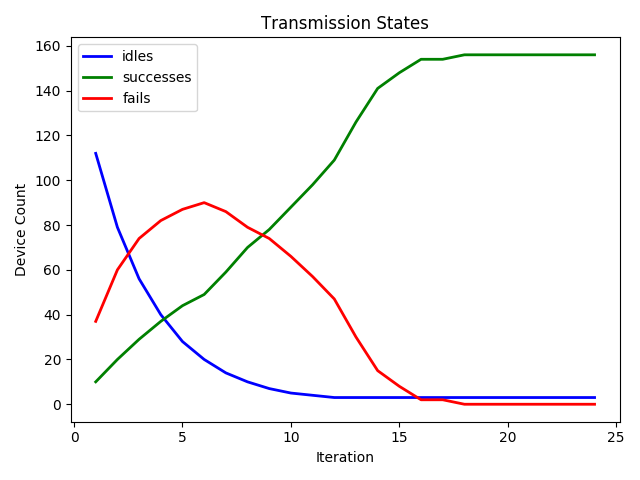 Transmission States
idles
successes
fails
Device Count
160
140
120
100
80
60
40
20
0
0 5 10 15 20 25
Iteration